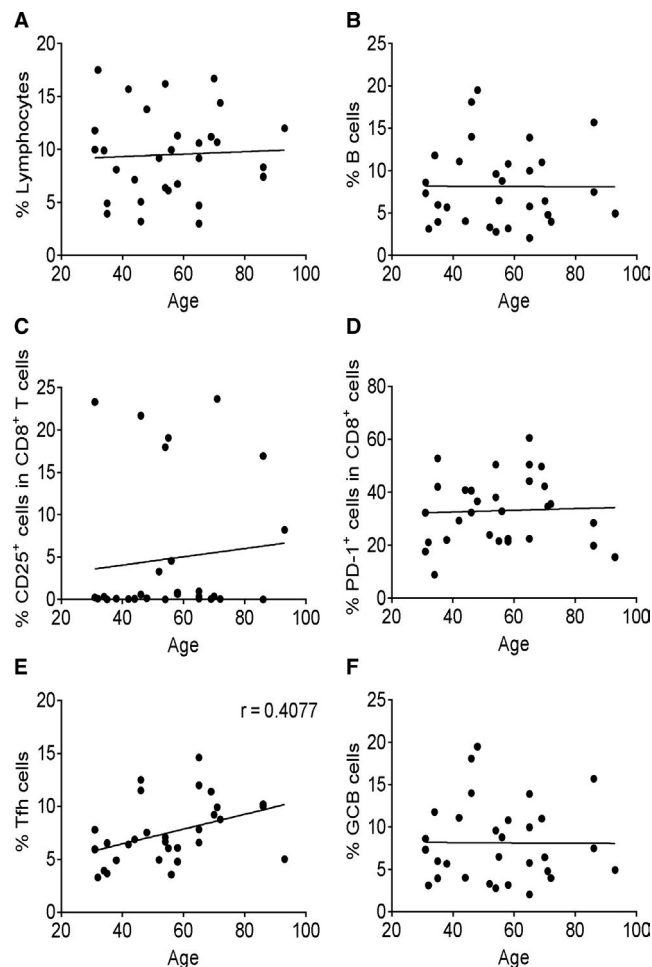 A
% Lymphocytes
20
15
10
5
0
20 40 60 80 100
Age
B
% B cells
25
20
15
10
5
0
20 40 60 80 100
Age
C
% CD25+ cells in CD8+ T cells
25
20
15
10
5
0
20 40 60 80 100
Age
D
% PD-1+ cells in CD8+ cells
80
60
40
20
0
20 40 60 80 100
Age
E
% Tfh cells
20
15
10
5
0
r = 0.4077
20 40 60 80 100
Age
F
% GCB cells
25
20
15
10
5
0
20 40 60 80 100
Age